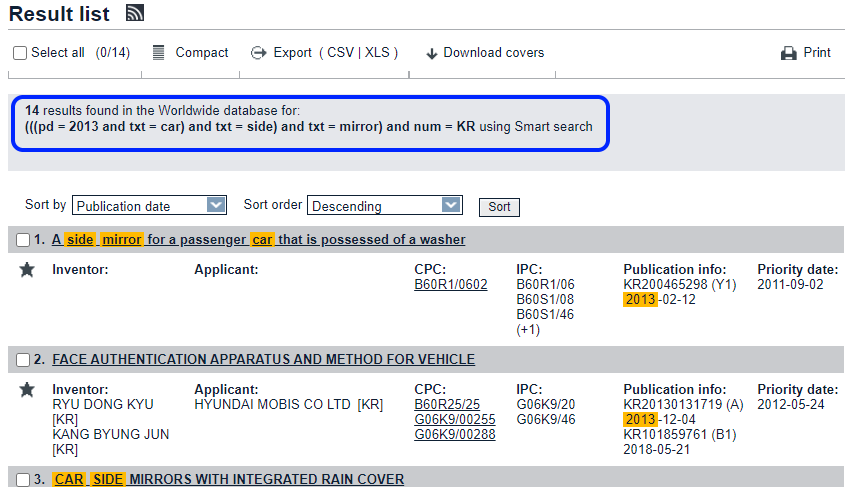 Result list
Select all (0/14) Compact Export ( CSV | XLS ) Download covers Print
14 results found in the Worldwide database for:
(((pd = 2013 and txt = car) and txt = side) and txt = mirror) and num = KR using Smart search
Sort by Publication date Sort order Descending Sort
1. A side mirror for a passenger car that is possessed of a washer
Inventor: Applicant: CPC: IPC: Publication info: Priority date:
B60R1/0602 B60R1/06 KR200465298 (Y1) 2011-09-02
B60S1/08 2013-02-12
B60S1/46
(+1)
2. FACE AUTHENTICATION APPARATUS AND METHOD FOR VEHICLE
Inventor: Applicant: CPC: IPC: Publication info: Priority date:
RYU DONG KYU HYUNDAI MOBIS CO LTD [KR] B60R25/25 G06K9/20 KR20130131719 (A) 2012-05-24
[KR] G06K9/00255 G06K9/46 2013-12-04
KANG BYUNG JUN G06K9/00288 KR101859761 (B1)
[KR] 2018-05-21
3. CAR SIDE MIRRORS WITH INTEGRATED RAIN COVER